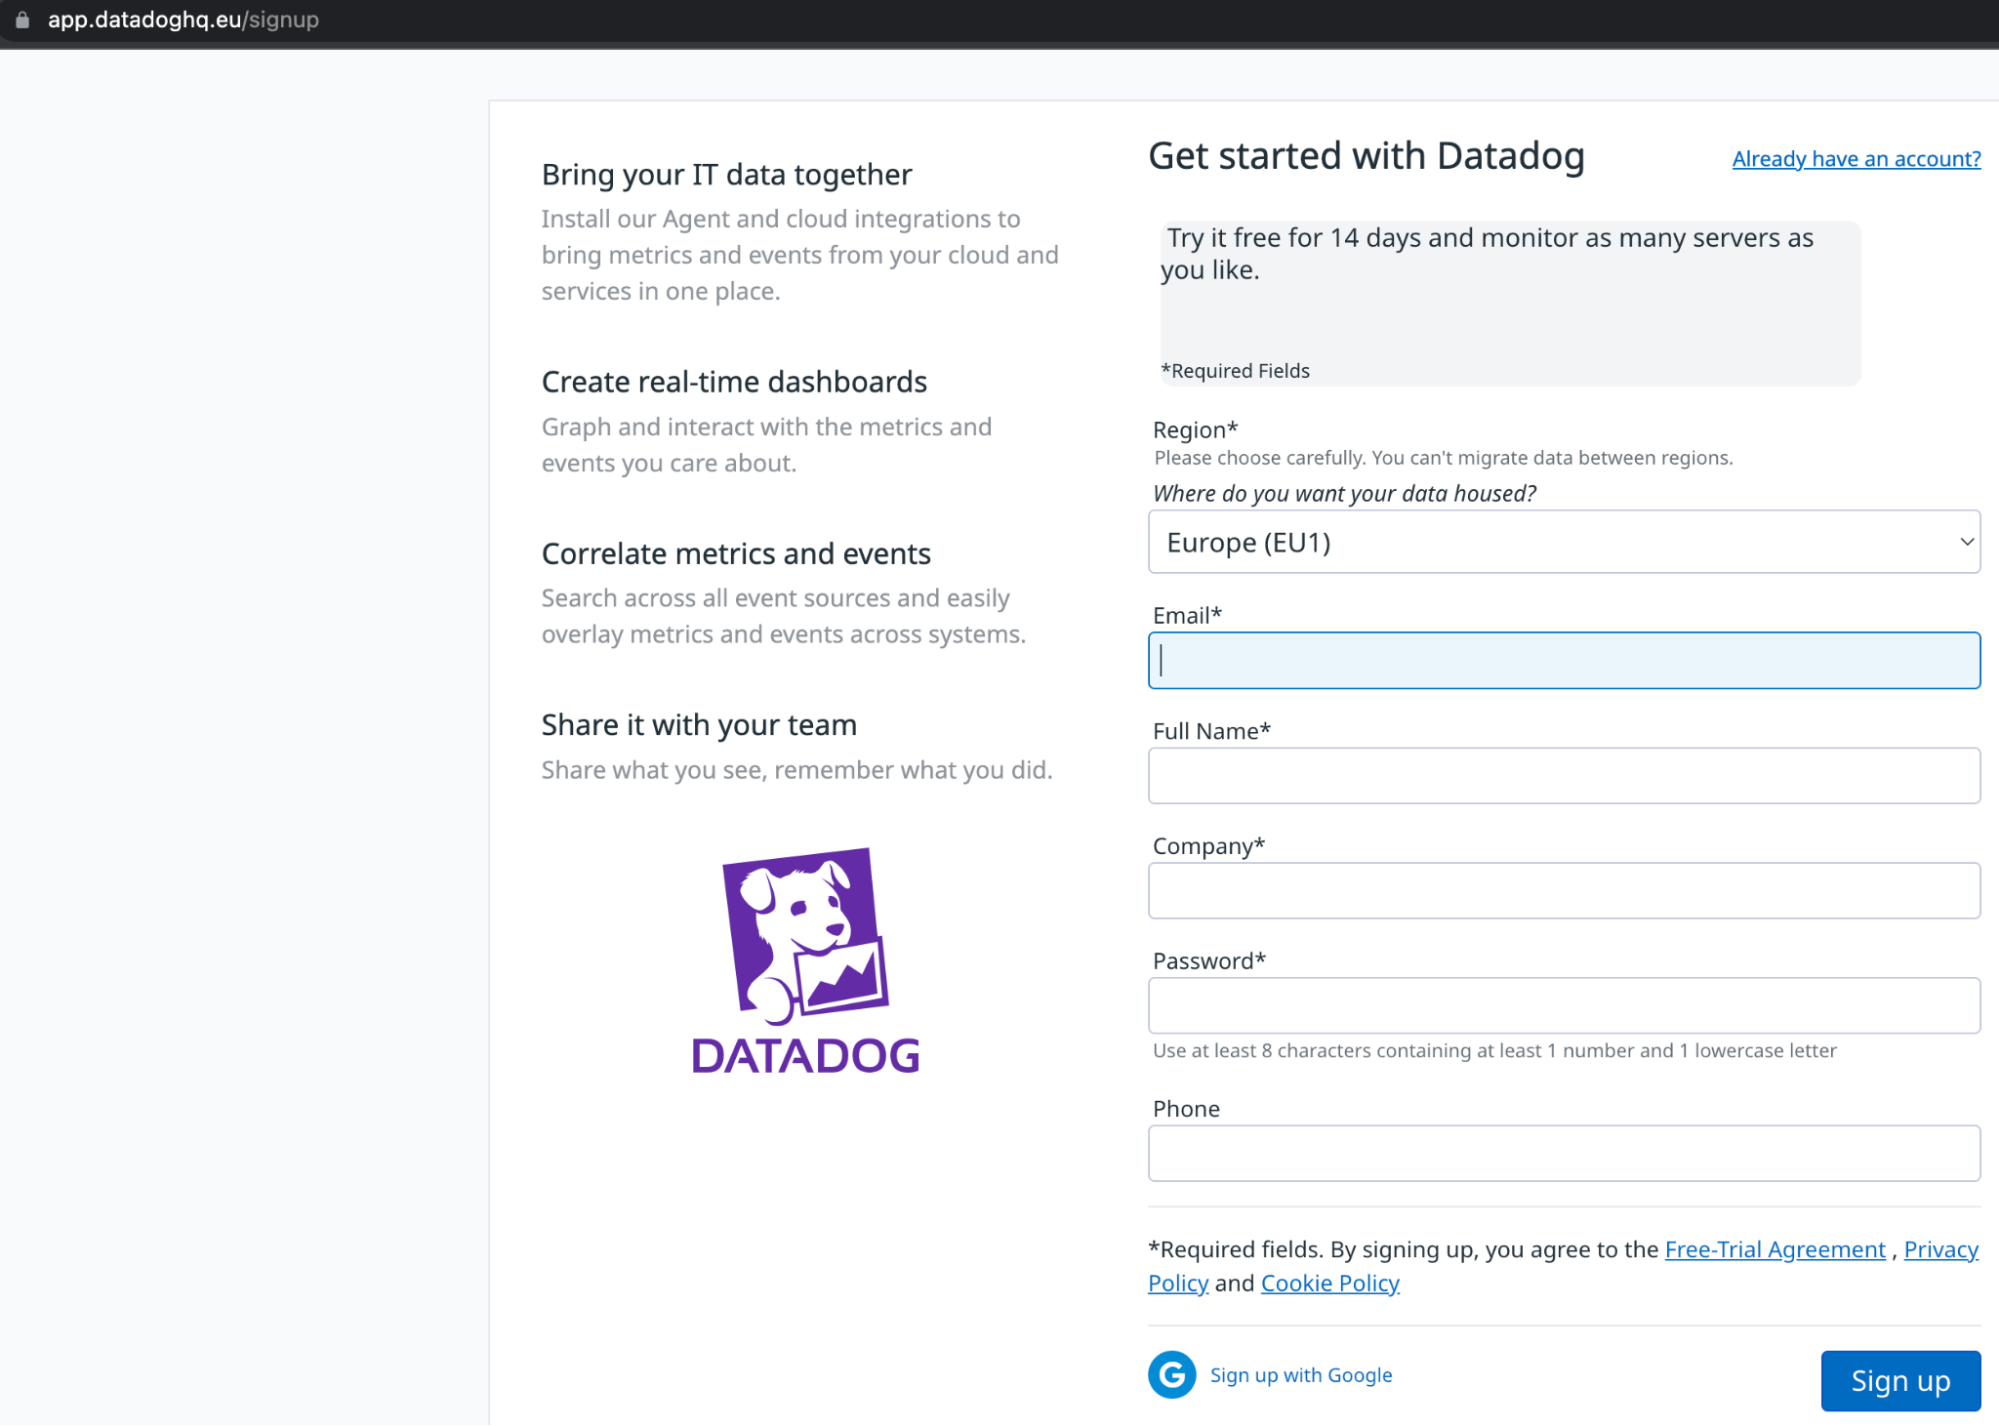 app.datadoghq.eu/signup
Bring your IT data together
Install our Agent and cloud integrations to
bring metrics and events from your cloud and
services in one place.
Create real-time dashboards
Graph and interact with the metrics and
events you care about.
Correlate metrics and events
Search across all event sources and easily
overlay metrics and events across systems.
Share it with your team
Share what you see, remember what you did.
DATADOG
Get started with Datadog
Already have an account?
Try it free for 14 days and monitor as many servers as
you like.
*Required Fields
Region*
Please choose carefully. You can't migrate data between regions.
Where do you want your data housed?
Europe (EU1)
Email*
Full Name*
Company*
Password*
Use at least 8 characters containing at least 1 number and 1 lowercase letter
Phone
*Required fields. By signing up, you agree to the Free-Trial Agreement , Privacy
Policy and Cookie Policy
G Sign up with Google
Sign up